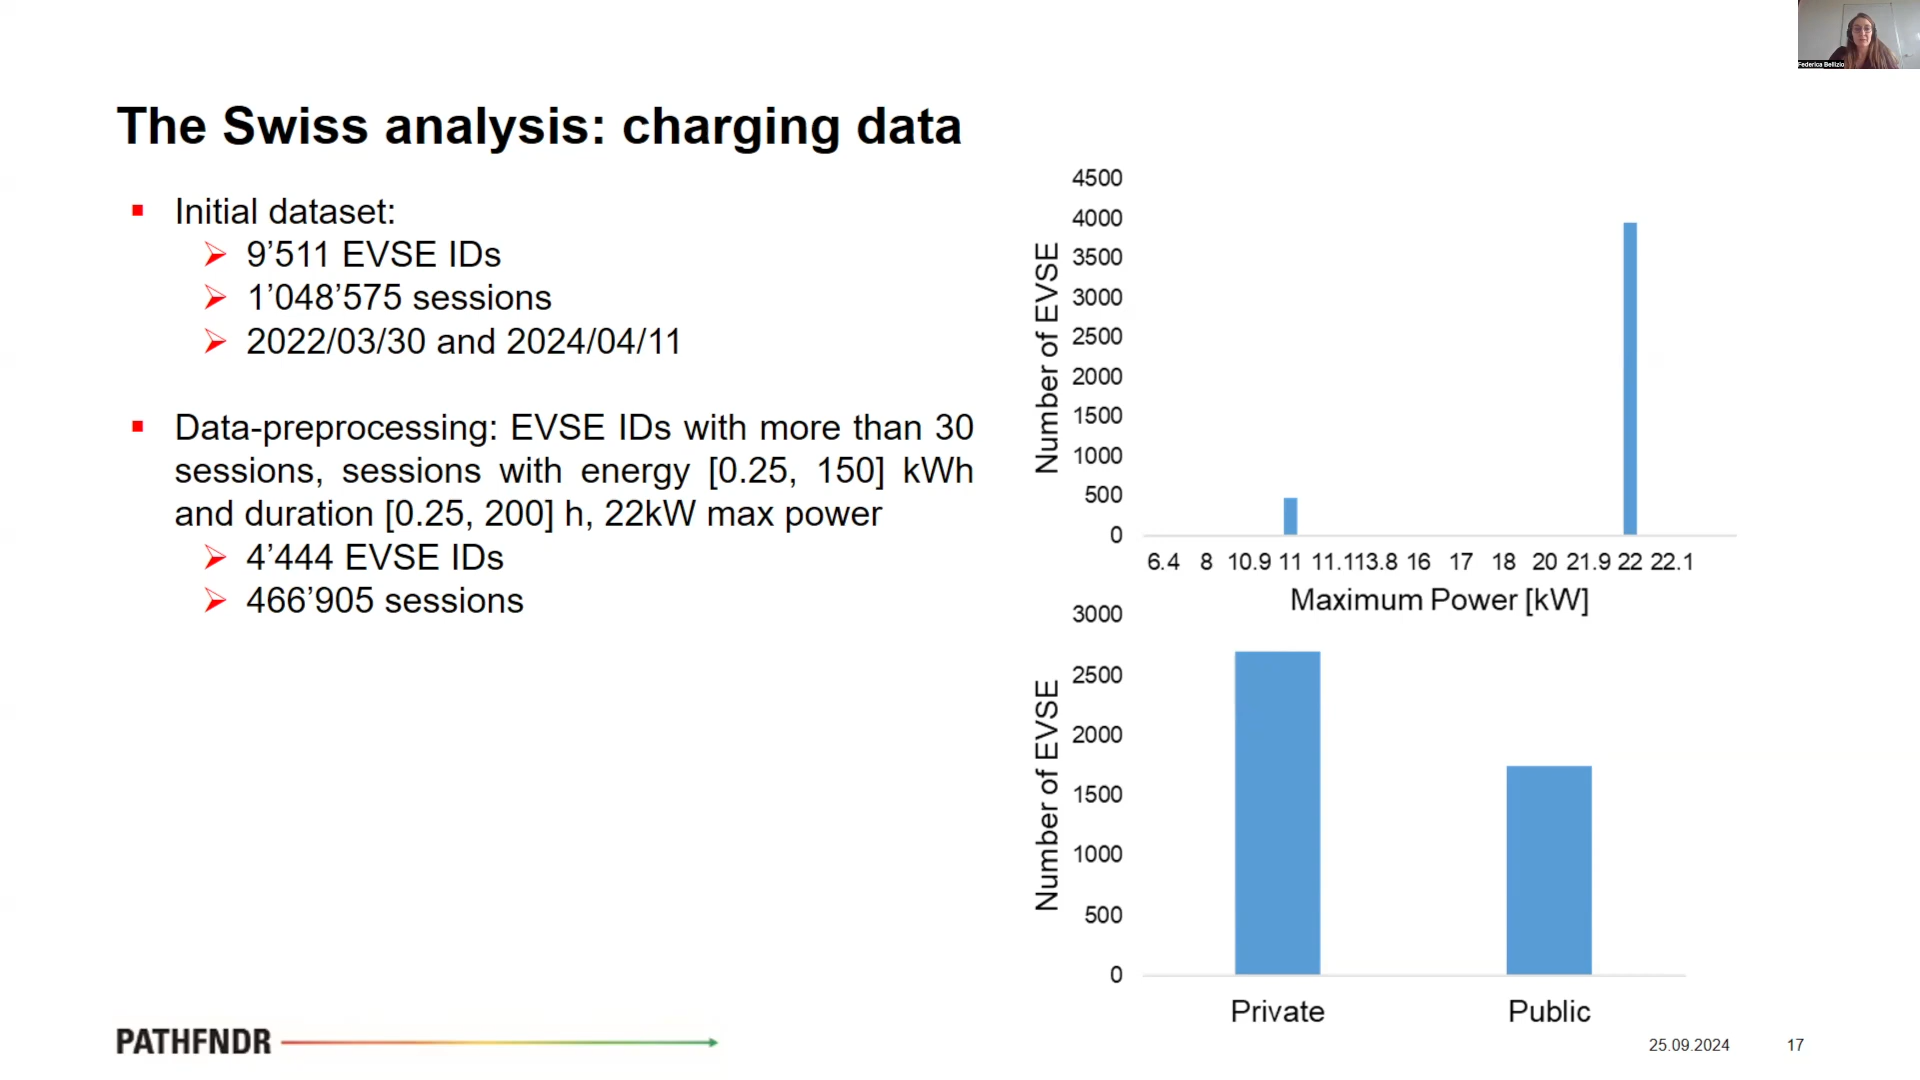 Federica Bellizio
The Swiss analysis: charging data
Initial dataset:
9’511 EVSE IDs
1’048’575 sessions
2022/03/30 and 2024/04/11
Data-preprocessing: EVSE IDs with more than 30
sessions, sessions with energy [0.25, 150] kWh
and duration [0.25, 200] h, 22kW max power
4’444 EVSE IDs
466’905 sessions
Number of EVSE
4500
4000
3500
3000
2500
2000
1500
1000
500
0
6.4 8 10.9 11 11.1 13.8 16 17 18 20 21.9 22 22.1
Maximum Power [kW]
Number of EVSE
3000
2500
2000
1500
1000
500
0
Private Public
PATHFNDR
25.09.2024 17